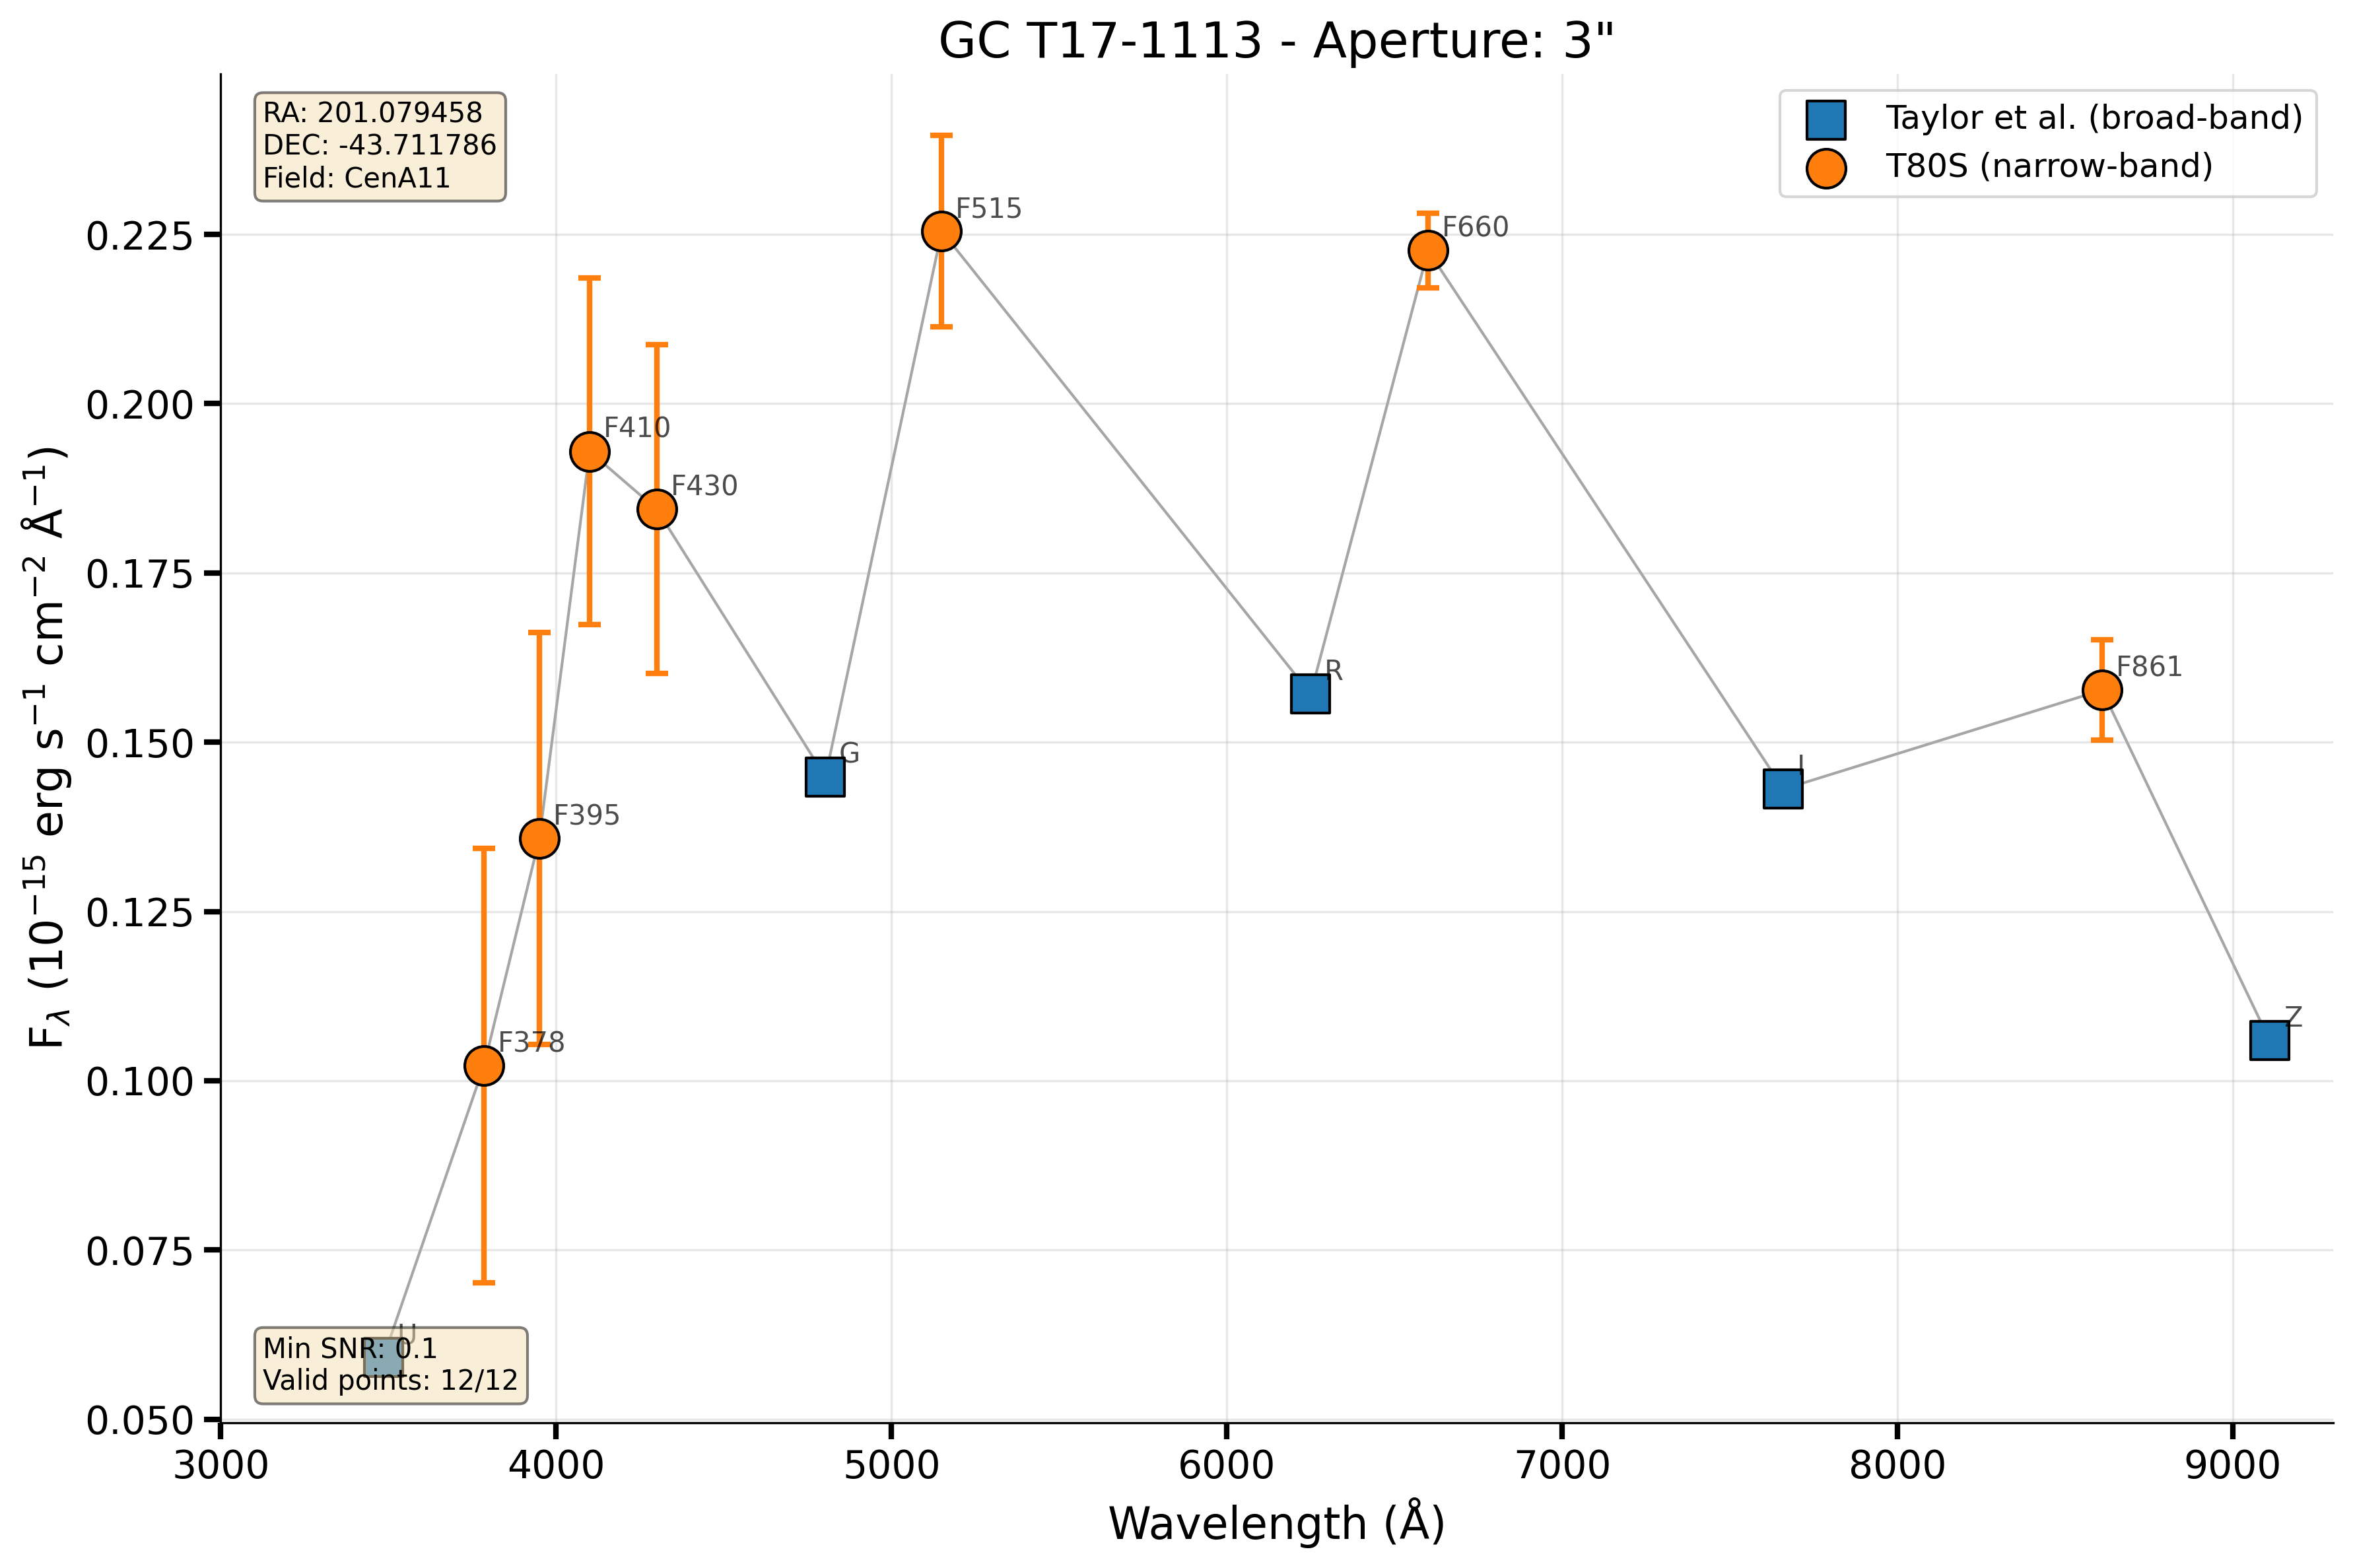 GC T17-1113 - Aperture: 3"
RA: 201.079458
DEC: -43.711786
Field: CenA11
Taylor et al. (broad-band)
T80S (narrow-band)
F515
F660
F410
F430
R
F861
G
I
F395
F378
Z
U
Min SNR: 0.1
Valid points: 12/12
0.225
0.200
0.175
0.150
0.125
0.100
0.075
0.050
F$_{λ}$ (10$^{−15}$ erg s$^{−1}$ cm$^{−2}$ Å$^{−1}$)
3000 4000 5000 6000 7000 8000 9000
Wavelength (Å)